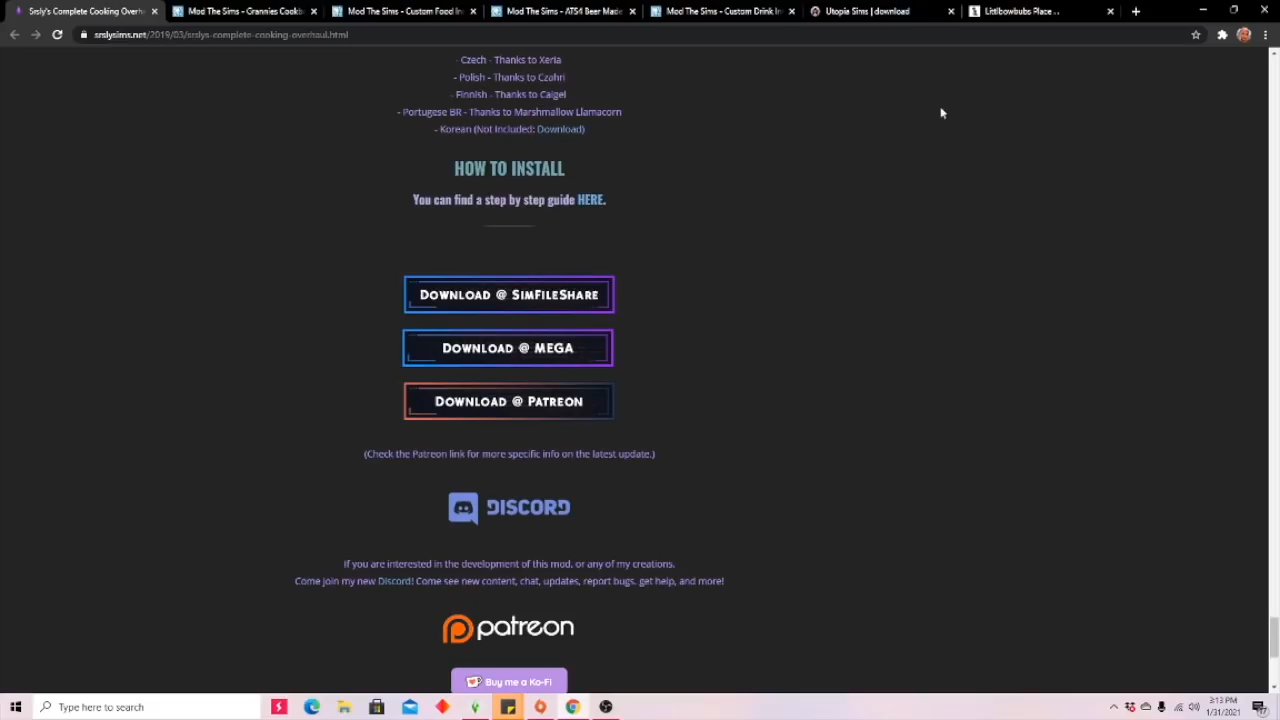 Srsly's Complete Cooking Overh
Mod The Sims - Grannies Cookb
Mod The Sims - Custom Food In
Mod The Sims - ATS4 Beer Made
Mod The Sims - Custom Drink In
Utopia Sims | download
Littlbowbubs Place...
srslysims.net/2019/03/srslys-complete-cooking-overhaul.html
- Czech - Thanks to Xeria
- Polish - Thanks to Czahri
- Finnish - Thanks to Caigel
- Portugese BR - Thanks to Marshmallow Llamacorn
- Korean (Not Included: Download)
HOW TO INSTALL
You can find a step by step guide HERE.
DOWNLOAD @ SIMFILESHARE
DOWNLOAD @ MEGA
DOWNLOAD @ PATREON
(Check the Patreon link for more specific info on the latest update.)
DISCORD
If you are interested in the development of this mod, or any of my creations.
Come join my new Discord! Come see new content, chat, updates, report bugs. get help, and more!
patreon
Buy me a Ko-Fi
Type here to search
3:13 PM
1/31/2021